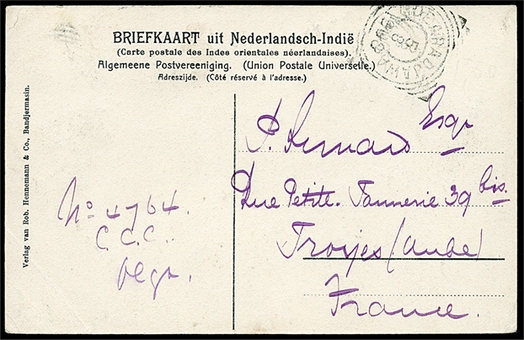 BRIEFKAART uit Nederlandsch-Indië
(Carte postale des Indes orientales néerlandaises).
Algemeene Postvereeniging. (Union Postale Universelle.)
Adreszijde. (Côté réservé à l'adresse.)
Verlag van Rob. Hennemann & Co., Bandjermasin.
No 4764.
C.C.C.
Esqr
Rue Petite Tannerie 39 bis.
Troyes (Aube)
France.